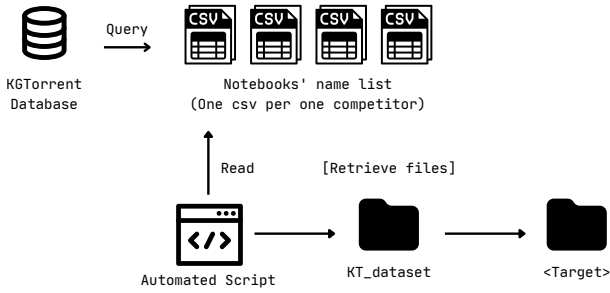 CSV CSV CSV CSV
Query
KGTorrent
Database
Notebooks' name list
(One csv per one competitor)
Read
[Retrieve files]
</>
Automated Script
KT_dataset
<Target>